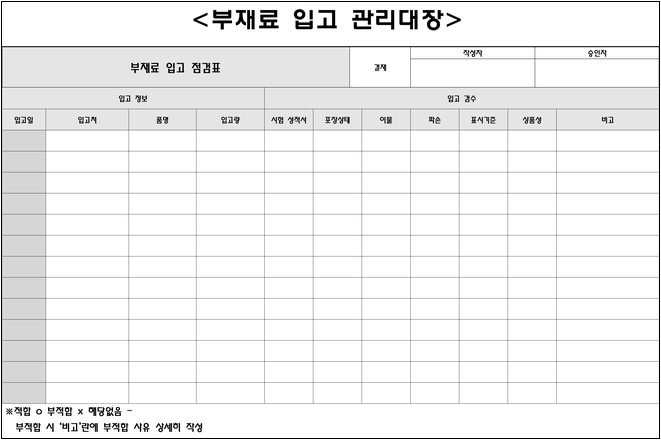 <부재료 입고 관리대장>
부재료 입고 점검표 결재 작성자 승인자
입고 정보 입고 검수
입고일 입고처 품명 입고량 시험 성적서 포장상태 이물 파손 표시기준 상품성 비고
※적합 o 부적합 x 해당없음 -
부적합 시 '비고'란에 부적합 사유 상세히 작성